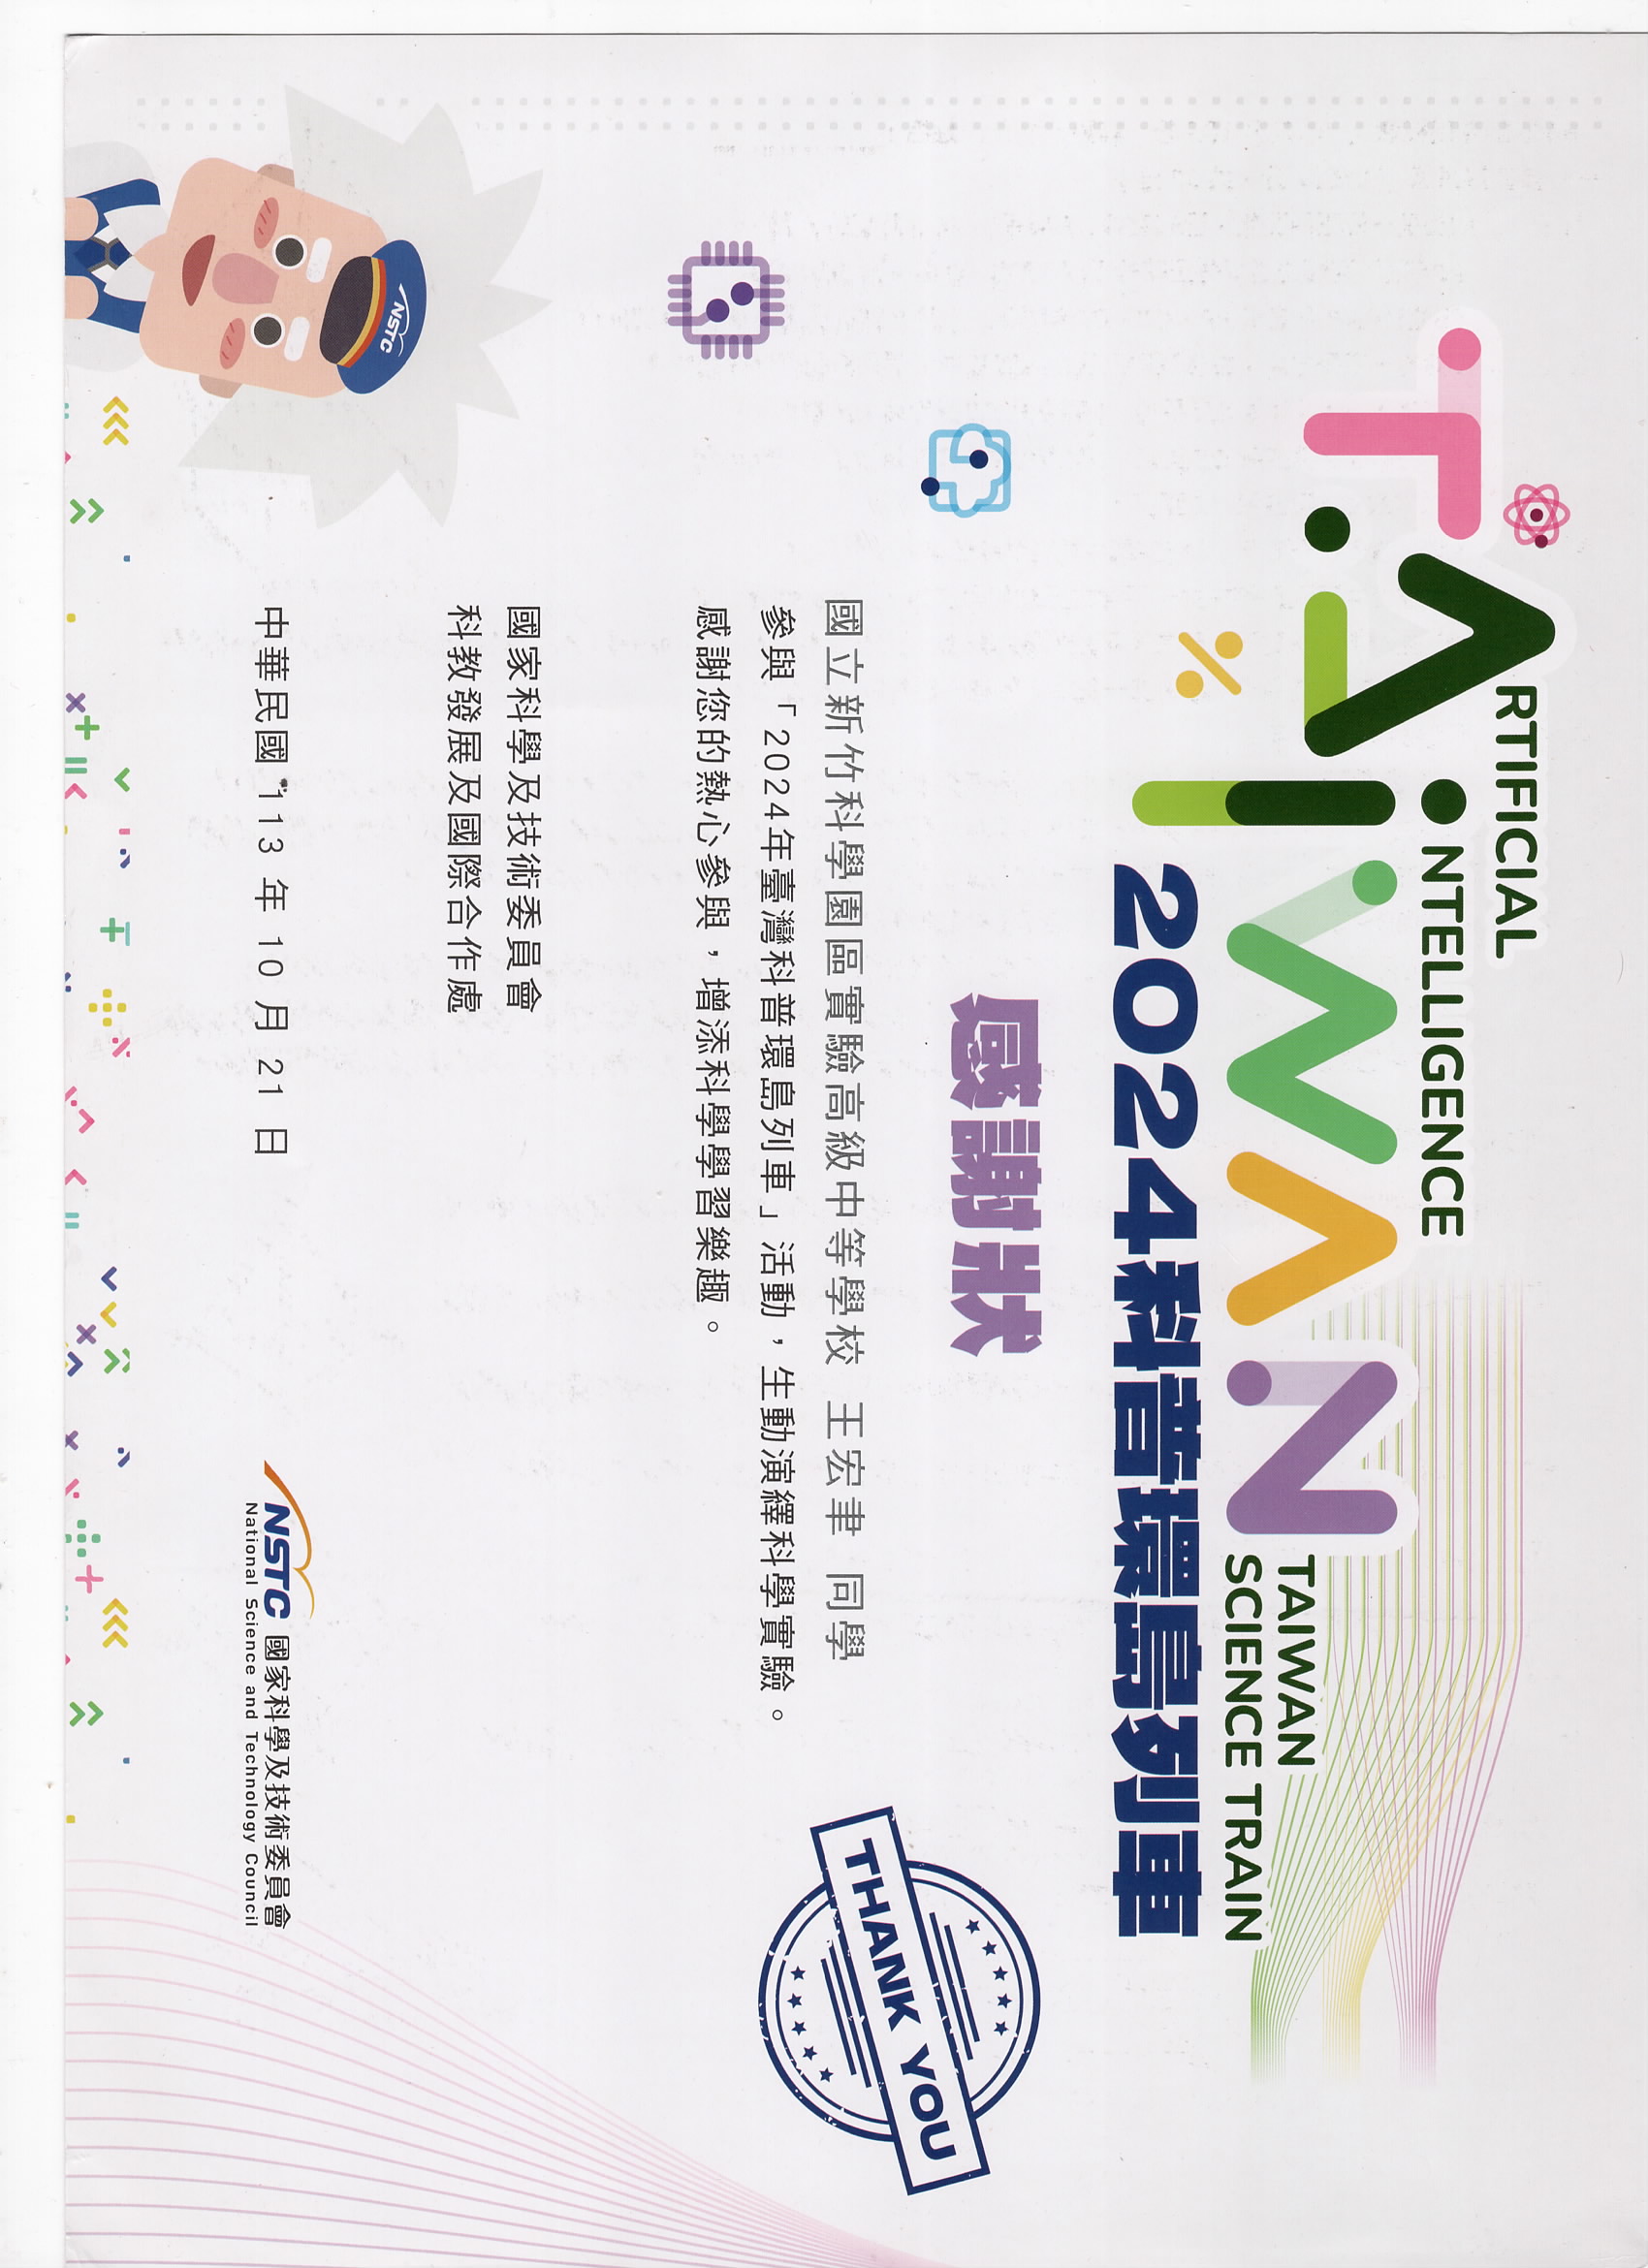 ARTIFICIAL
INTELLIGENCE
TAIWAN
TAIWAN
SCIENCE TRAIN
2024科普環島列車
感謝狀
國立新竹科學園區實驗高級中等學校 王宏聿 同學
參與「2024年臺灣科普環島列車」活動，生動演繹科學實驗。
感謝您的熱心參與，增添科學學習樂趣。
THANK YOU
國家科學及技術委員會
科教發展及國際合作處
中華民國 113 年 10 月 21 日
NSTC 國家科學及技術委員會
National Science and Technology Council
NSTC